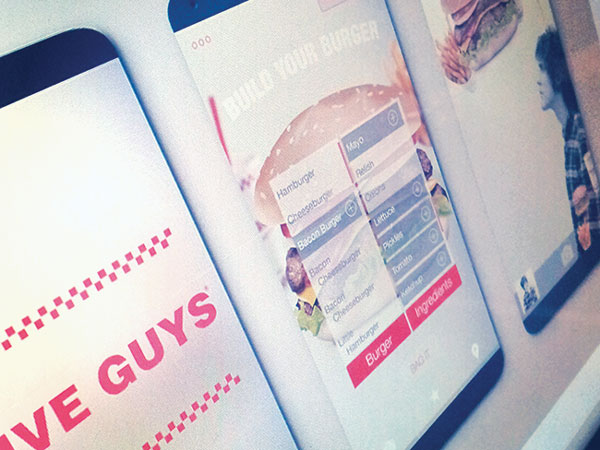 IVE GUYS
BUILD YOUR BURGER
Hamburger
Cheeseburger
Bacon Burger
Bacon
Cheeseburger
Bacon
Cheeseburger
Little
Hamburger
Burger
Mayo
Relish
Onions
Lettuce
Pickles
Tomato
Ketchup
Ingredients
BAG IT